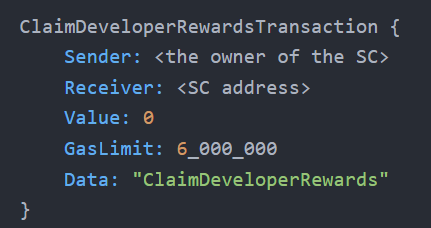 ClaimDeveloperRewardsTransaction {
    Sender: <the owner of the SC>
    Receiver: <SC address>
    Value: 0
    GasLimit: 6_000_000
    Data: "ClaimDeveloperRewards"
}